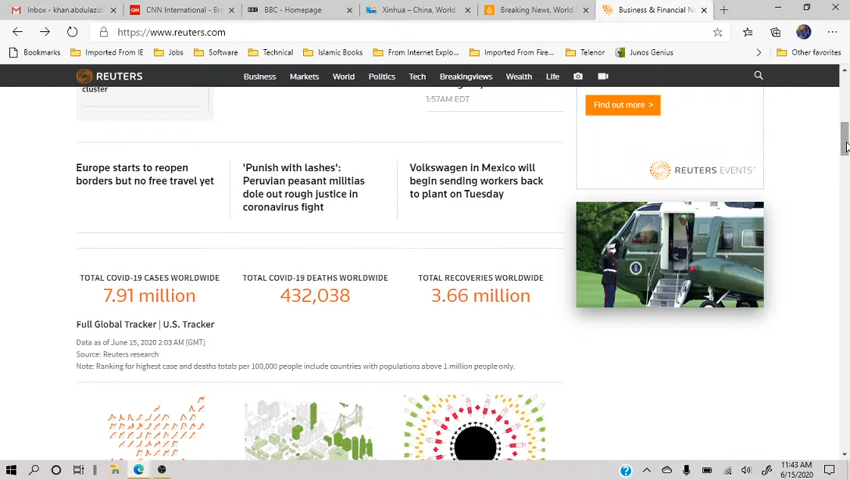 Inbox - khan.abdulazi
CNN International - Br
BBC - Homepage
Xinhua – China, World
Breaking News, World
Business & Financial N
https://www.reuters.com
Bookmarks
Imported From IE
Jobs
Software
Technical
Islamic Books
From Internet Explo...
Imported From Fire...
Telenor
Junos Genius
Other favorites
REUTERS
Business
Markets
World
Politics
Tech
Breakingviews
Wealth
Life
cluster
1:57AM EDT
Find out more >
REUTERS EVENTS™
Europe starts to reopen
borders but no free travel yet
'Punish with lashes':
Peruvian peasant militias
dole out rough justice in
coronavirus fight
Volkswagen in Mexico will
begin sending workers back
to plant on Tuesday
TOTAL COVID-19 CASES WORLDWIDE
7.91 million
TOTAL COVID-19 DEATHS WORLDWIDE
432,038
TOTAL RECOVERIES WORLDWIDE
3.66 million
Full Global Tracker | U.S. Tracker
Data as of June 15, 2020 2:03 AM (GMT)
Source: Reuters research
Note: Ranking for highest case and deaths totals per 100,000 people include countries with populations above 1 million people only.
11:43 AM
6/15/2020